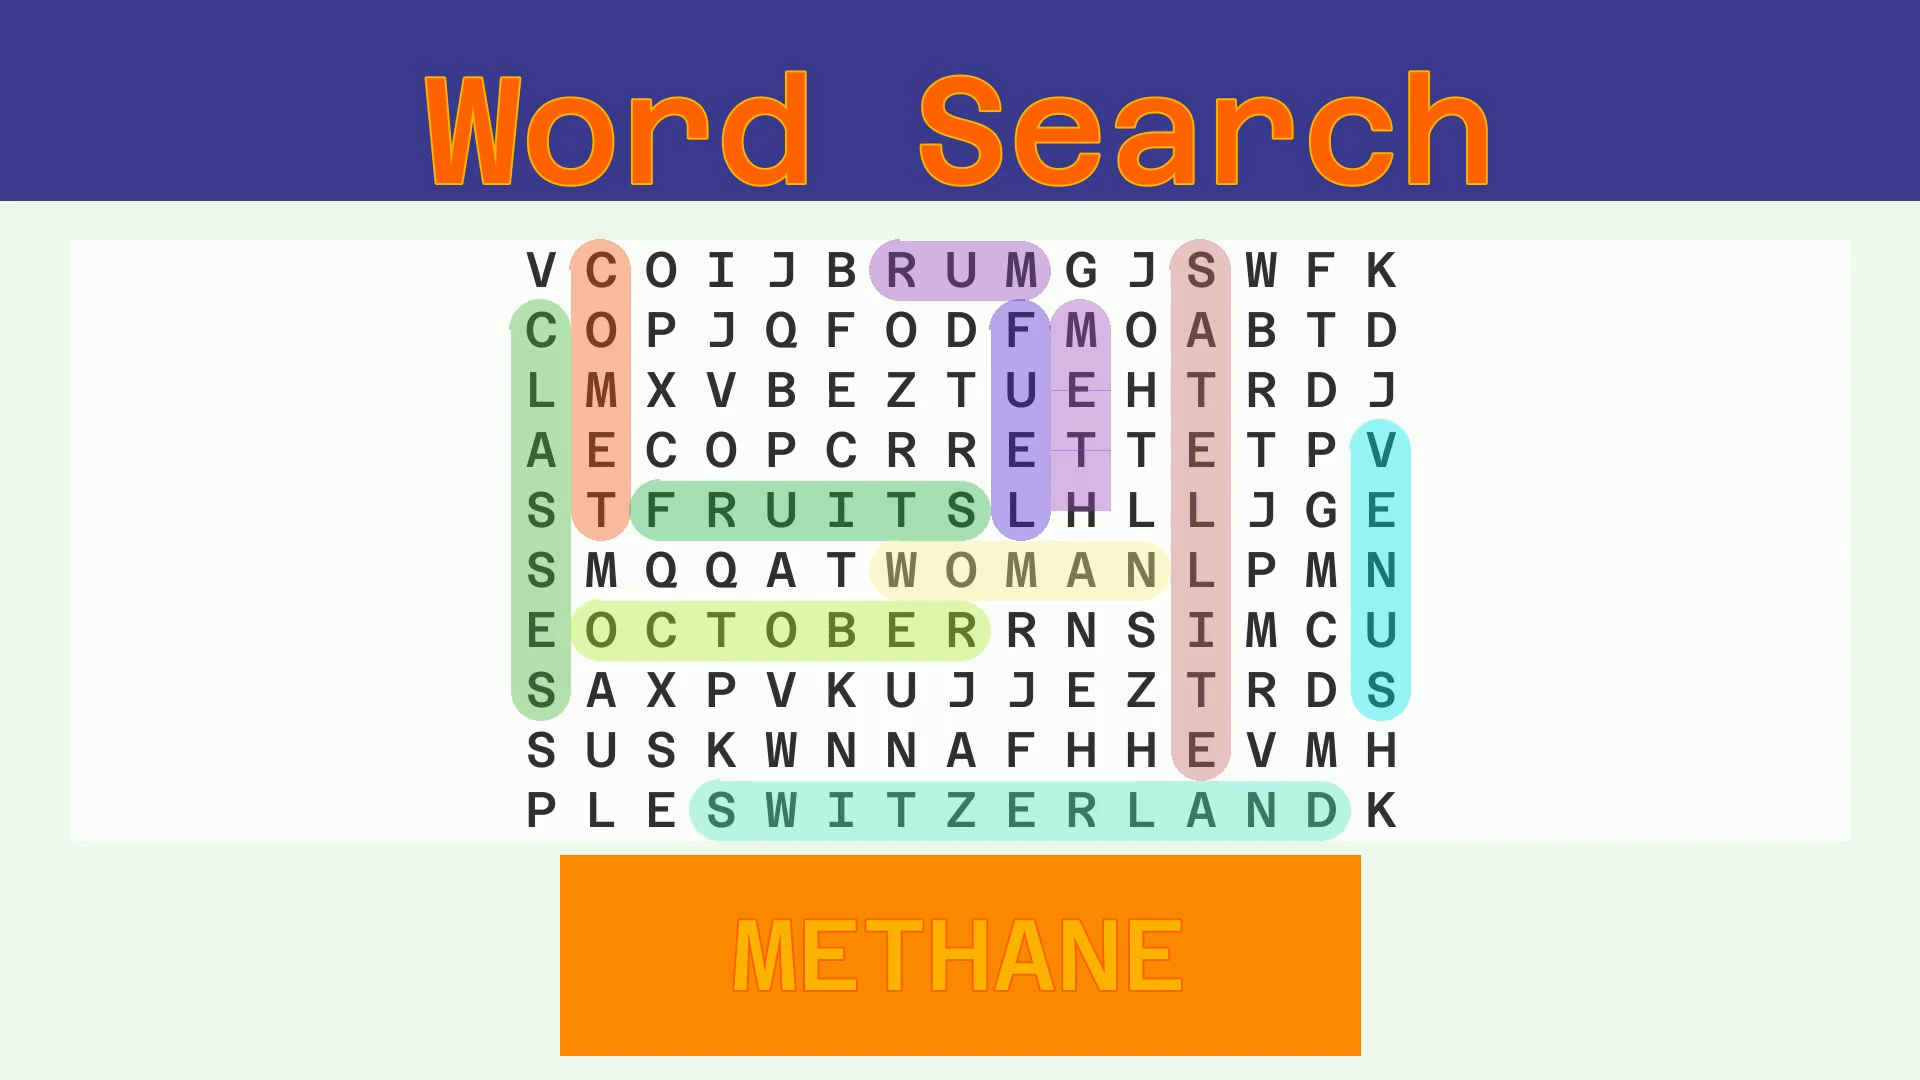 Word Search
V C O I J B R U M G J S W F K
C O P J Q F O D F M O A B T D
L M X V B E Z T U E H T R D J
A E C O P C R R E T T E T P V
S T F R U I T S L H L L J G E
S M Q Q A T W O M A N L P M N
E O C T O B E R R N S I M C U
S A X P V K U J J E Z T R D S
S U S K W N N A F H H E V M H
P L E S W I T Z E R L A N D K
METHANE